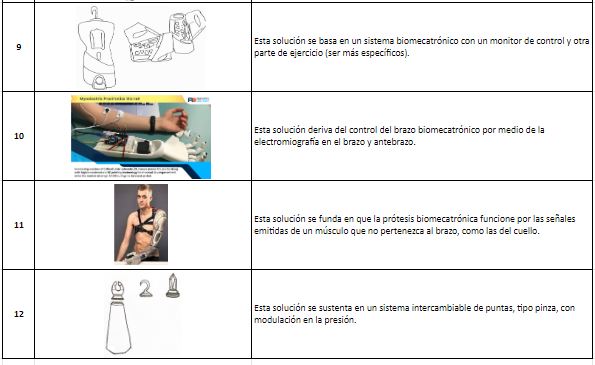 9
Esta solución se basa en un sistema biomecatrónico con un monitor de control y otra
parte de ejercicio (ser más específicos).
10
Myoelectric Prosthetic
Esta solución deriva del control del brazo biomecatrónico por medio de la
electromiografía en el brazo y antebrazo.
11
Esta solución se funda en que la prótesis biomecatrónica funcione por las señales
emitidas de un músculo que no pertenezca al brazo, como las del cuello.
12
Esta solución se sustenta en un sistema intercambiable de puntas, tipo pinza, con
modulación en la presión.